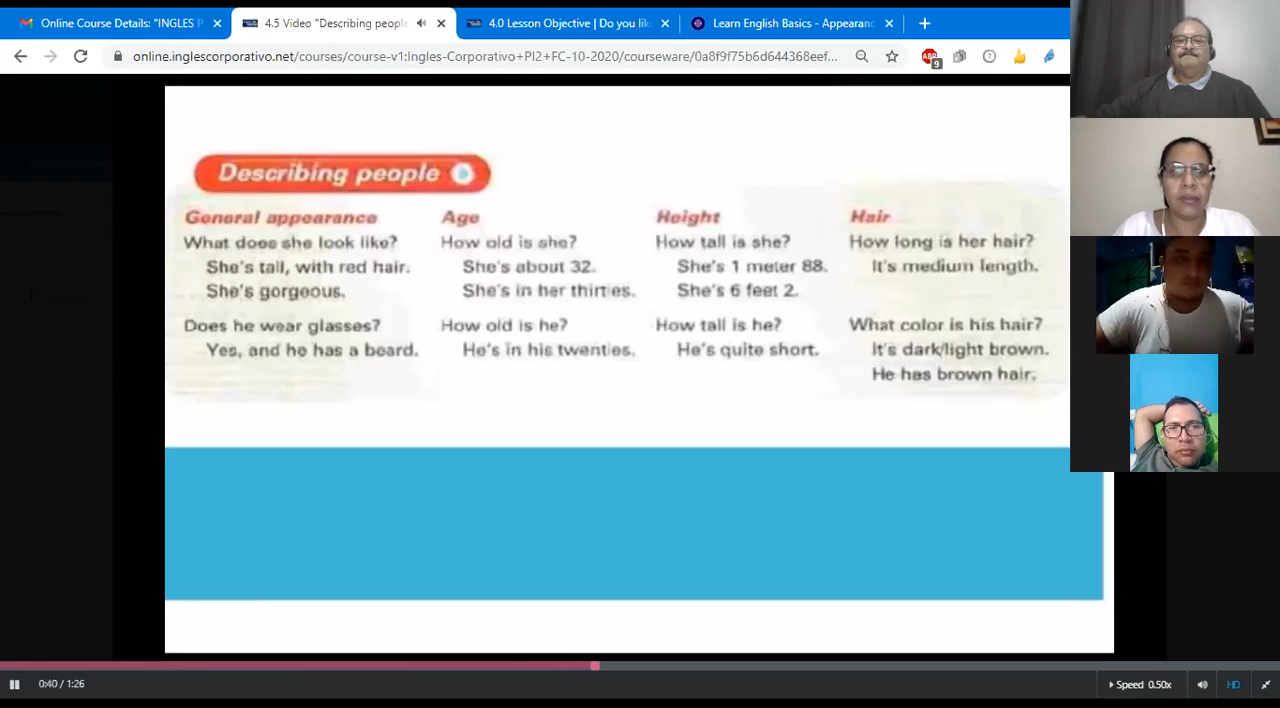 Online Course Details: "INGLES P
4.5 Video "Describing people
4.0 Lesson Objective | Do you lik
Learn English Basics - Appearanc
online.inglescorporativo.net/courses/course-v1:Ingles-Corporativo+PI2+FC-10-2020/courseware/0a8f9f75b6d644368eef...
ABP
9
Describing people
General appearance
What does she look like?
She's tall, with red hair.
She's gorgeous.
Does he wear glasses?
Yes, and he has a beard.
Age
How old is she?
She's about 32.
She's in her thirties.
How old is he?
He's in his twenties.
Height
How tall is she?
She's 1 meter 88.
She's 6 feet 2.
How tall is he?
He's quite short.
Hair
How long is her hair?
It's medium length.
What color is his hair?
It's dark/light brown.
He has brown hair.
0:40 / 1:26
Speed 0.50x
HD